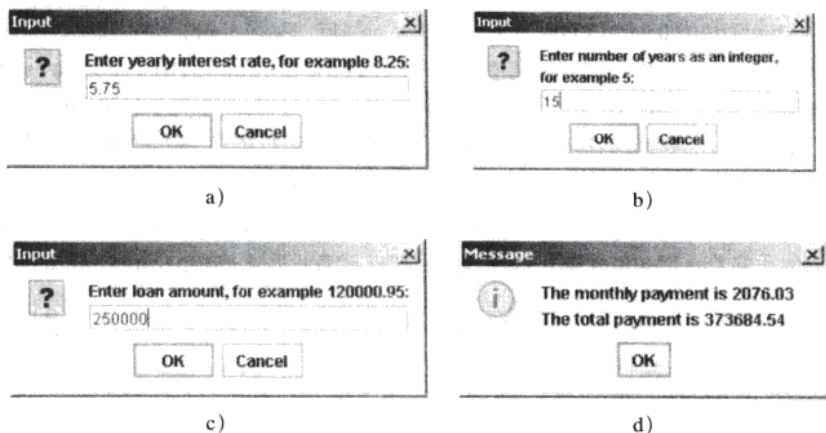 Input
Enter yearly interest rate, for example 8.25:
5.75
OK Cancel
a)
Input
Enter number of years as an integer,
for example 5:
15
OK Cancel
b)
Input
Enter loan amount, for example 120000.95:
250000
OK Cancel
c)
Message
The monthly payment is 2076.03
The total payment is 373684.54
OK
d)